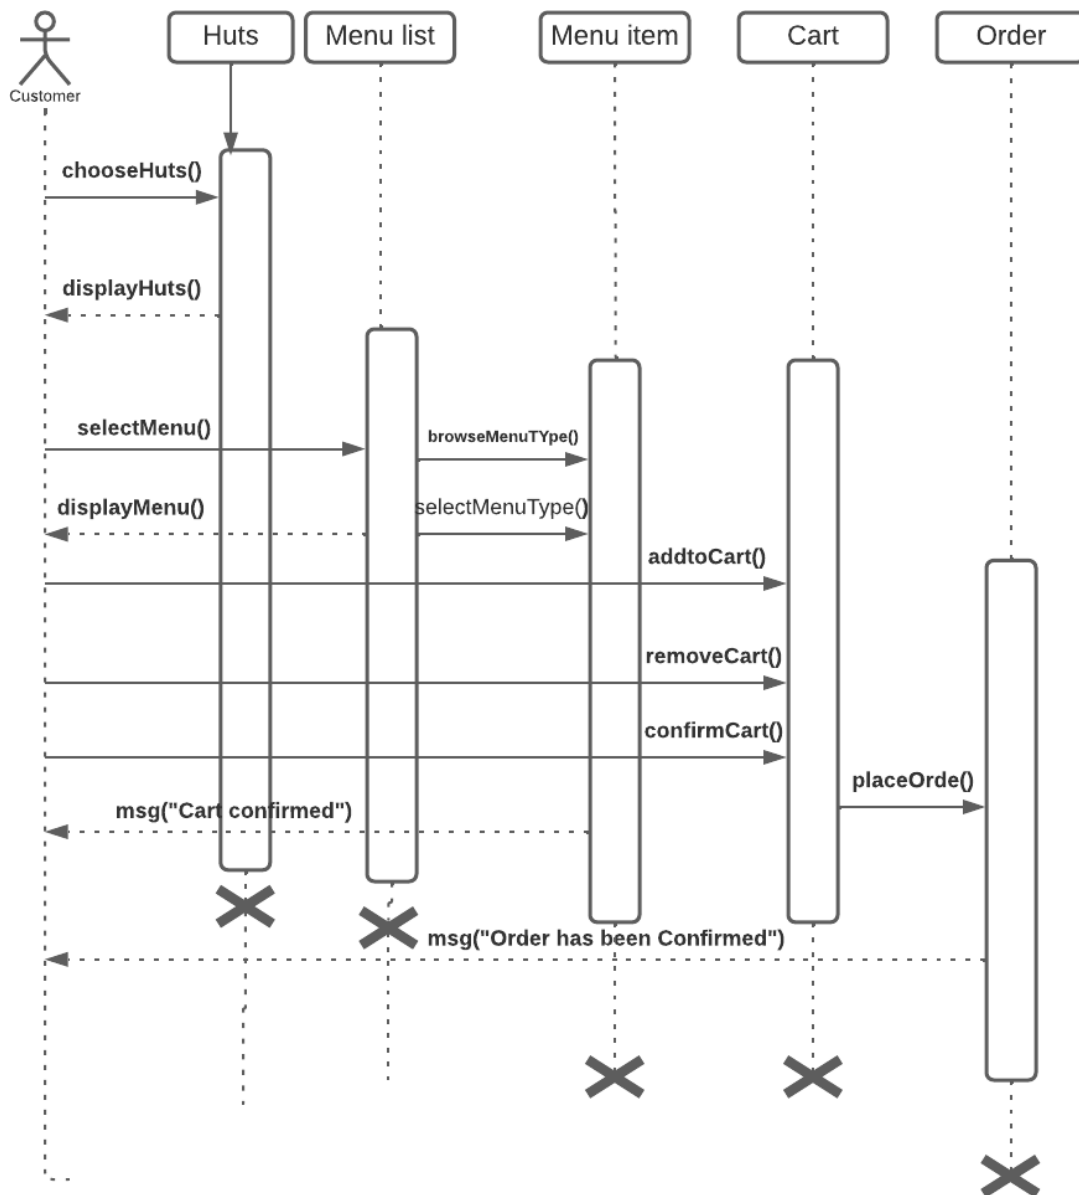 Huts
Menu list
Menu item
Cart
Order
Customer
chooseHuts()
displayHuts()
selectMenu()
browseMenuTYpe()
displayMenu()
selectMenuType()
addtoCart()
removeCart()
confirmCart()
placeOrde()
msg("Cart confirmed")
msg("Order has been Confirmed")